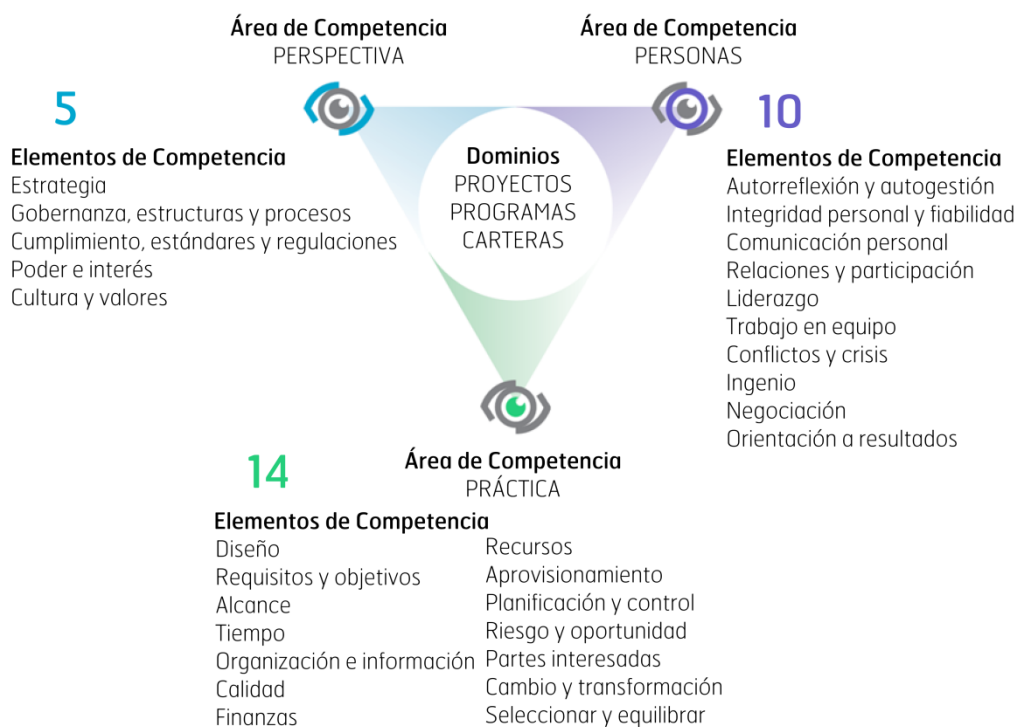 Área de Competencia
PERSPECTIVA
Área de Competencia
PERSONAS
5
Elementos de Competencia
Estrategia
Gobernanza, estructuras y procesos
Cumplimiento, estándares y regulaciones
Poder e interés
Cultura y valores
Dominios
PROYECTOS
PROGRAMAS
CARTERAS
10
Elementos de Competencia
Autorreflexión y autogestión
Integridad personal y fiabilidad
Comunicación personal
Relaciones y participación
Liderazgo
Trabajo en equipo
Conflictos y crisis
Ingenio
Negociación
Orientación a resultados
Área de Competencia
PRÁCTICA
14
Elementos de Competencia
Diseño
Requisitos y objetivos
Alcance
Tiempo
Organización e información
Calidad
Finanzas
Recursos
Aprovisionamiento
Planificación y control
Riesgo y oportunidad
Partes interesadas
Cambio y transformación
Seleccionar y equilibrar